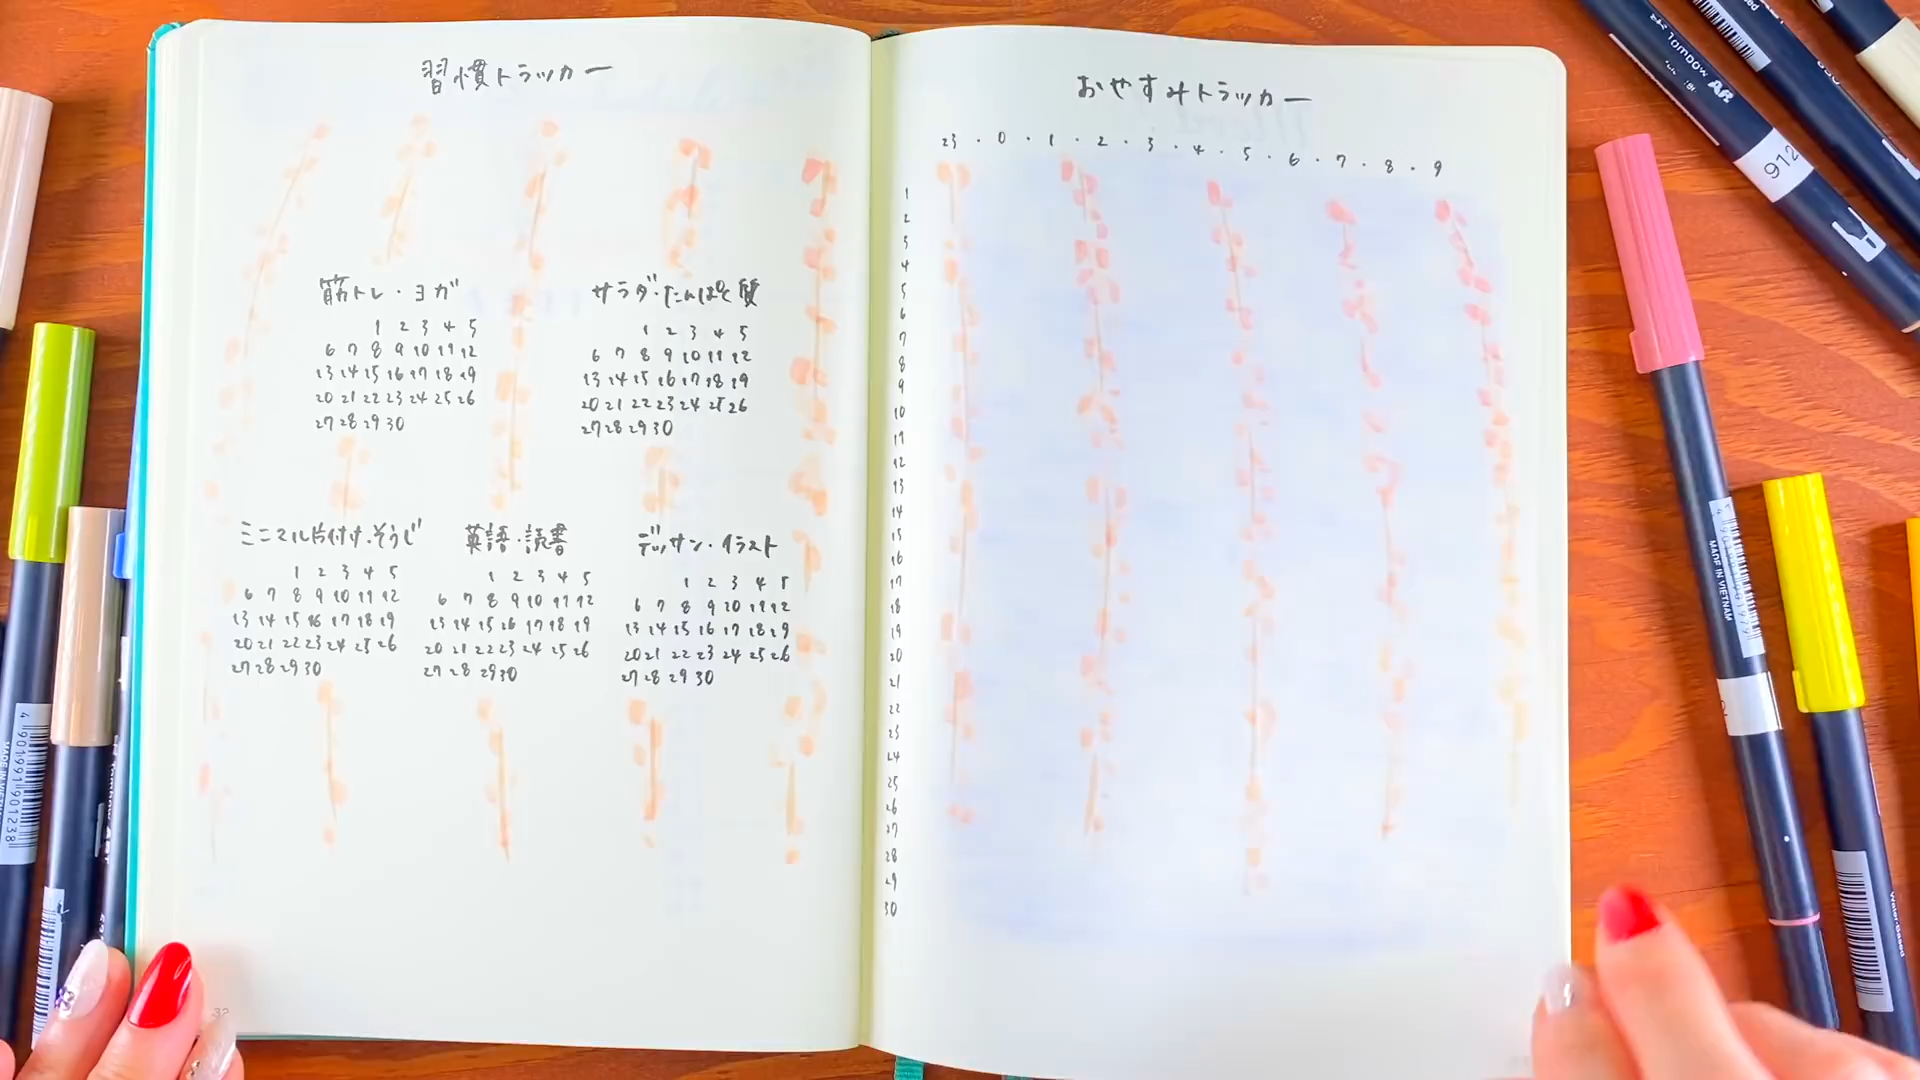 習慣トラッカー
筋トレ・ヨガ
1 2 3 4 5
6 7 8 9 10 11 12
13 14 15 16 17 18 19
20 21 22 23 24 25 26
27 28 29 30
サラダ・たんぱく質
1 2 3 4 5
6 7 8 9 10 11 12
13 14 15 16 17 18 19
20 21 22 23 24 25 26
27 28 29 30
ミニマル片付け・そうじ
1 2 3 4 5
6 7 8 9 10 11 12
13 14 15 16 17 18 19
20 21 22 23 24 25 26
27 28 29 30
英語・読書
1 2 3 4 5
6 7 8 9 10 11 12
13 14 15 16 17 18 19
20 21 22 23 24 25 26
27 28 29 30
デッサン・イラスト
1 2 3 4 5
6 7 8 9 10 11 12
13 14 15 16 17 18 19
20 21 22 23 24 25 26
27 28 29 30
32
おやすみトラッカー
23 · 0 · 1 · 2 · 3 · 4 · 5 · 6 · 7 · 8 · 9
1
2
3
4
5
6
7
8
9
10
11
12
13
14
15
16
17
18
19
20
21
22
23
24
25
26
27
28
29
30
4 901991 901238
MADE IN VIETNAM
Tombow
912